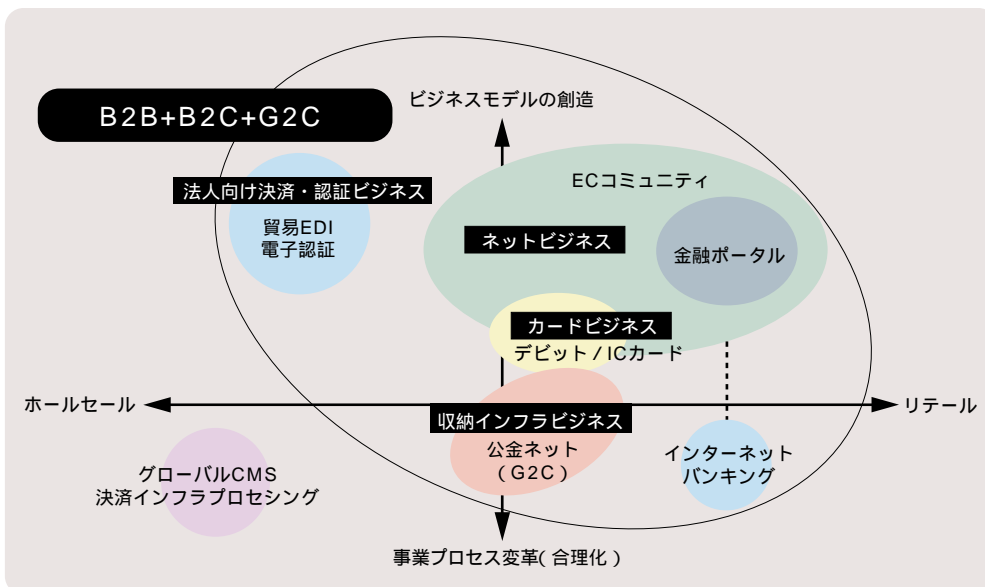 ビジネスモデルの創造
B2B+B2C+G2C
ECコミュニティ
法人向け決済・認証ビジネス
貿易EDI
電子認証
ネットビジネス
金融ポータル
カードビジネス
デビット / ICカード
ホールセール
リテール
収納インフラビジネス
公金ネット
(G2C)
インターネット
バンキング
グローバルCMS
決済インフラプロセシング
事業プロセス変革(合理化)